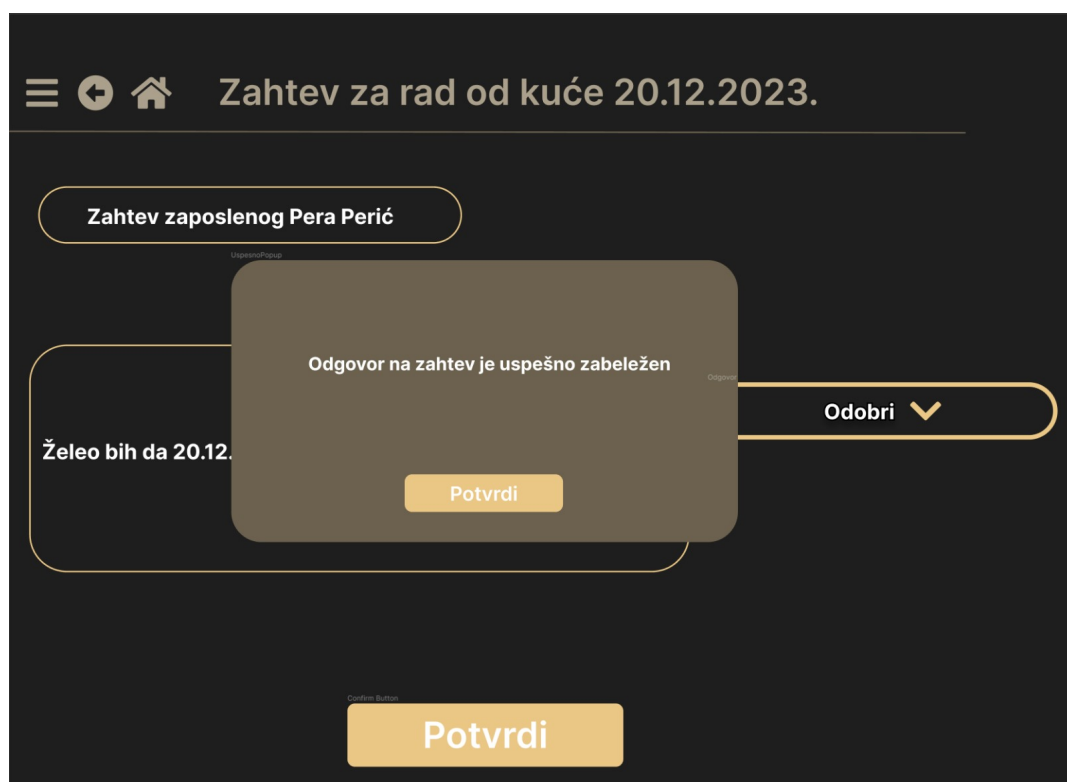 Zahtev za rad od kuće 20.12.2023.
Zahtev zaposlenog Pera Perić
UspesnoPopup
Odgovor na zahtev je uspešno zabeležen
Odgovor
Odobri
Želeo bih da 20.12.
Potvrdi
Confirm Button
Potvrdi